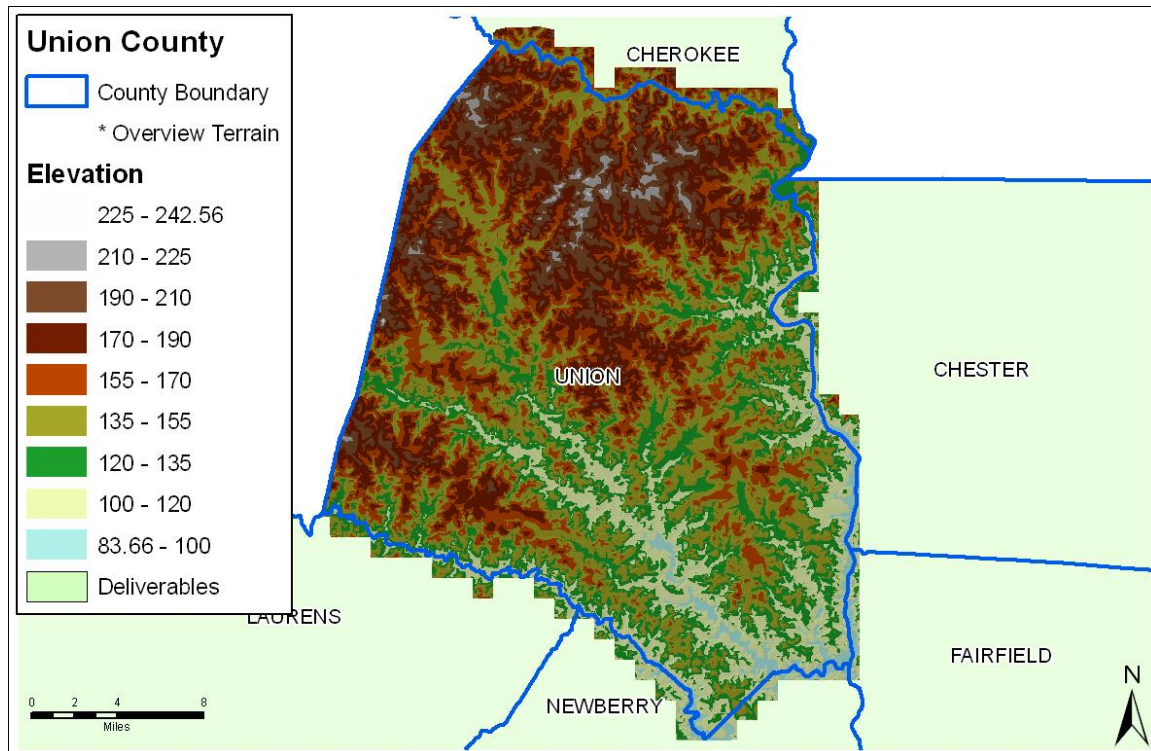 Union County
County Boundary
* Overview Terrain
Elevation
225 - 242.56
210 - 225
190 - 210
170 - 190
155 - 170
135 - 155
120 - 135
100 - 120
83.66 - 100
Deliverables
CHEROKEE
UNION
CHESTER
LAURENS
NEWBERRY
FAIRFIELD
0 2 4 8
Miles
N